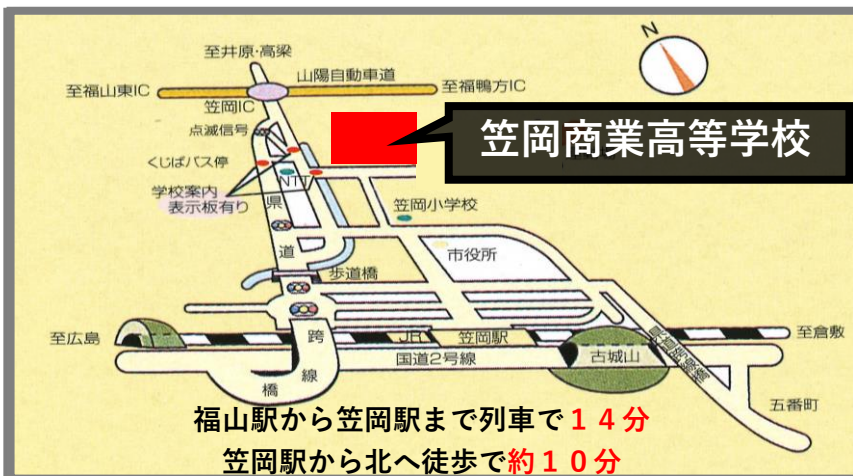 N
至井原・高梁
山陽自動車道
至福山東IC
至福鴨方IC
笠岡IC
点滅信号
笠岡商業高等学校
くじばバス停
NTT
学校案内
表示板有り
県道
笠岡小学校
市役所
歩道橋
至広島
JR
笠岡駅
至倉敷
跨線橋
国道2号線
古城山
五番町
福山駅から笠岡駅まで列車で14分
笠岡駅から北へ徒歩で約10分